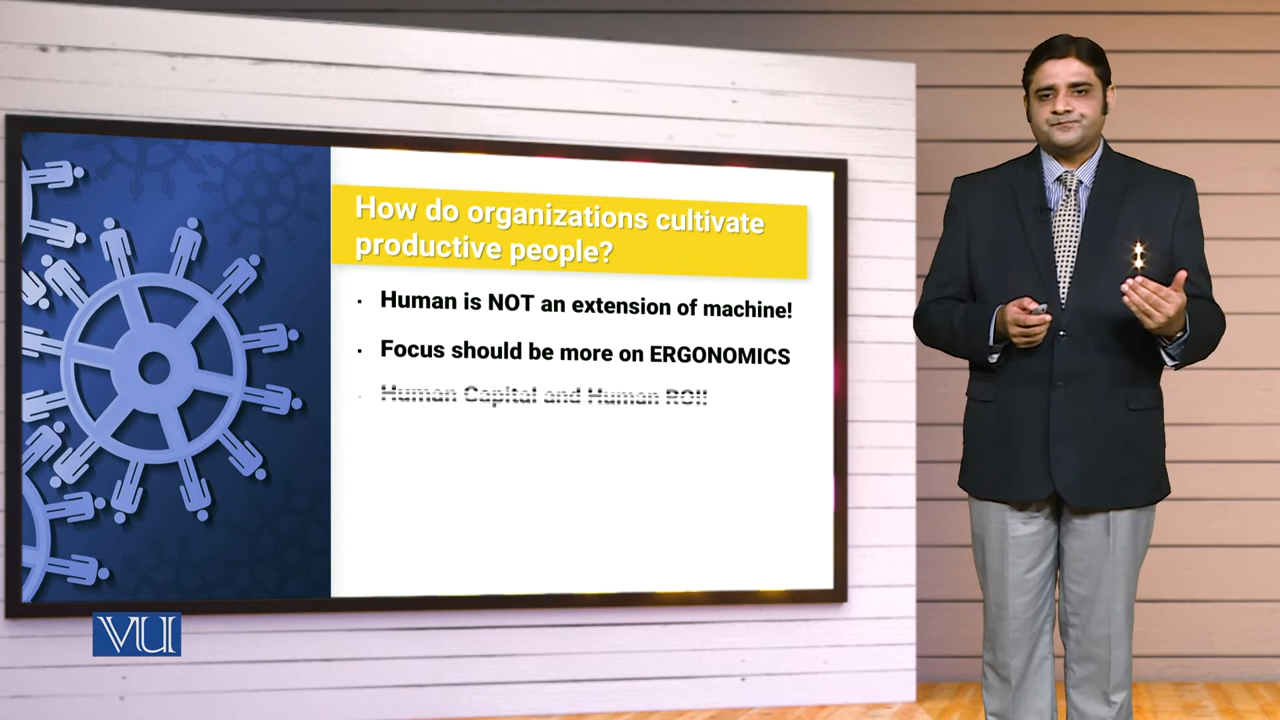 How do organizations cultivate
productive people?
· Human is NOT an extension of machine!
· Focus should be more on ERGONOMICS
· Human Capital and Human ROI!
VU